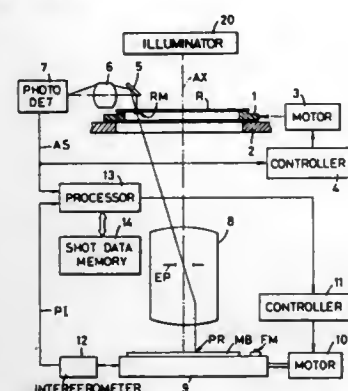 20
ILLUMINATOR
7
PHOTO
DET
6
5
RM
AX
R
1
3
MOTOR
2
AS
CONTROLLER
4
13
PROCESSOR
8
14
SHOT DATA
MEMORY
EP
11
CONTROLLER
PI
12
PR
MB
FM
10
MOTOR
INTERFEROMETER
9